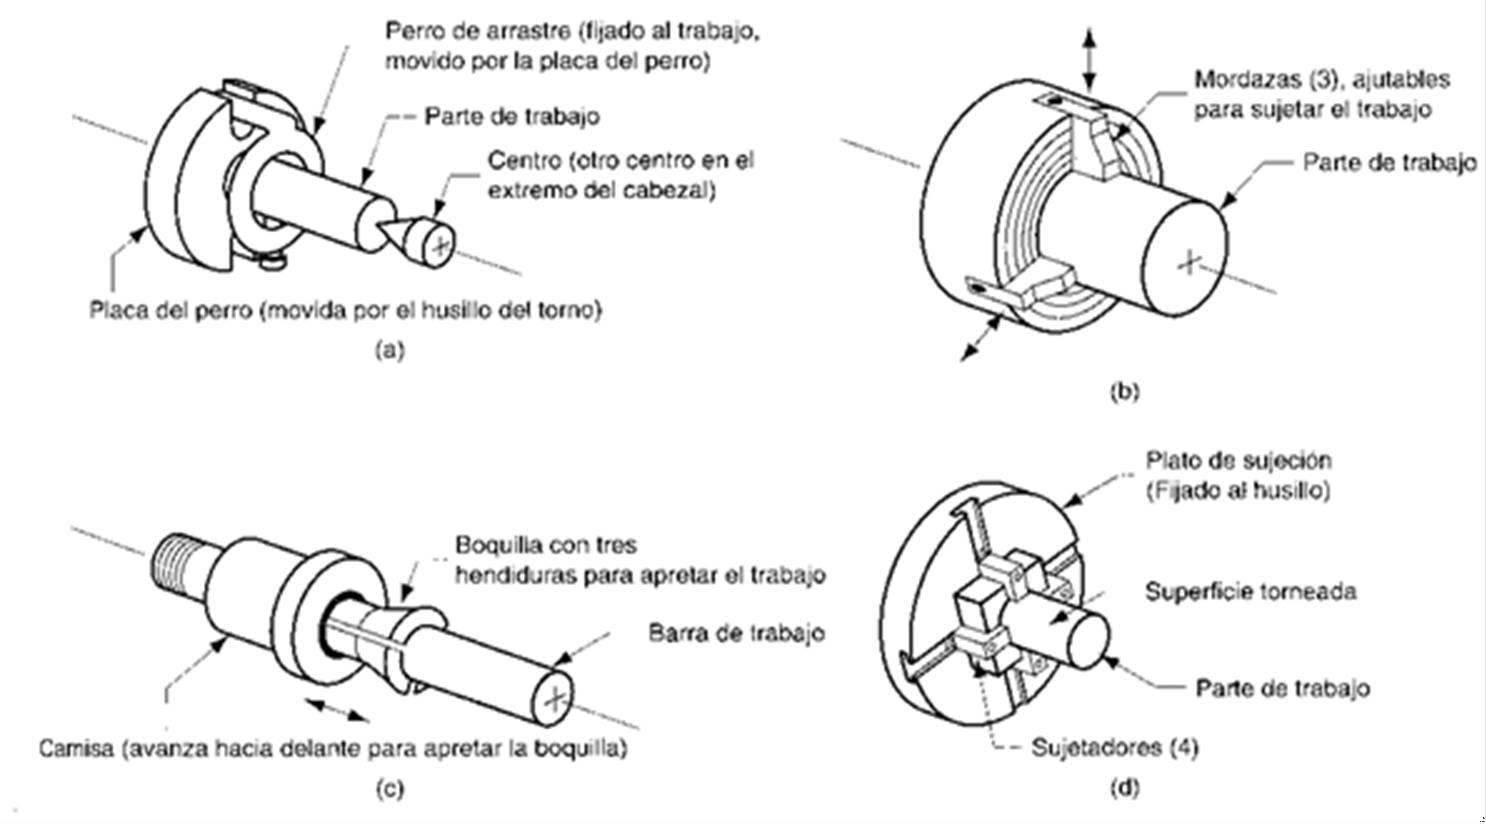 Perro de arrastre (fijado al trabajo,
movido por la placa del perro)
Parte de trabajo
Centro (otro centro en el
extremo del cabezal)
Placa del perro (movida por el husillo del torno)
(a)
Mordazas (3), ajutables
para sujetar el trabajo
Parte de trabajo
(b)
Boquilla con tres
hendiduras para apretar el trabajo
Barra de trabajo
Camisa (avanza hacia delante para apretar la boquilla)
(c)
Plato de sujeción
(Fijado al husillo)
Superficie torneada
Parte de trabajo
Sujetadores (4)
(d)